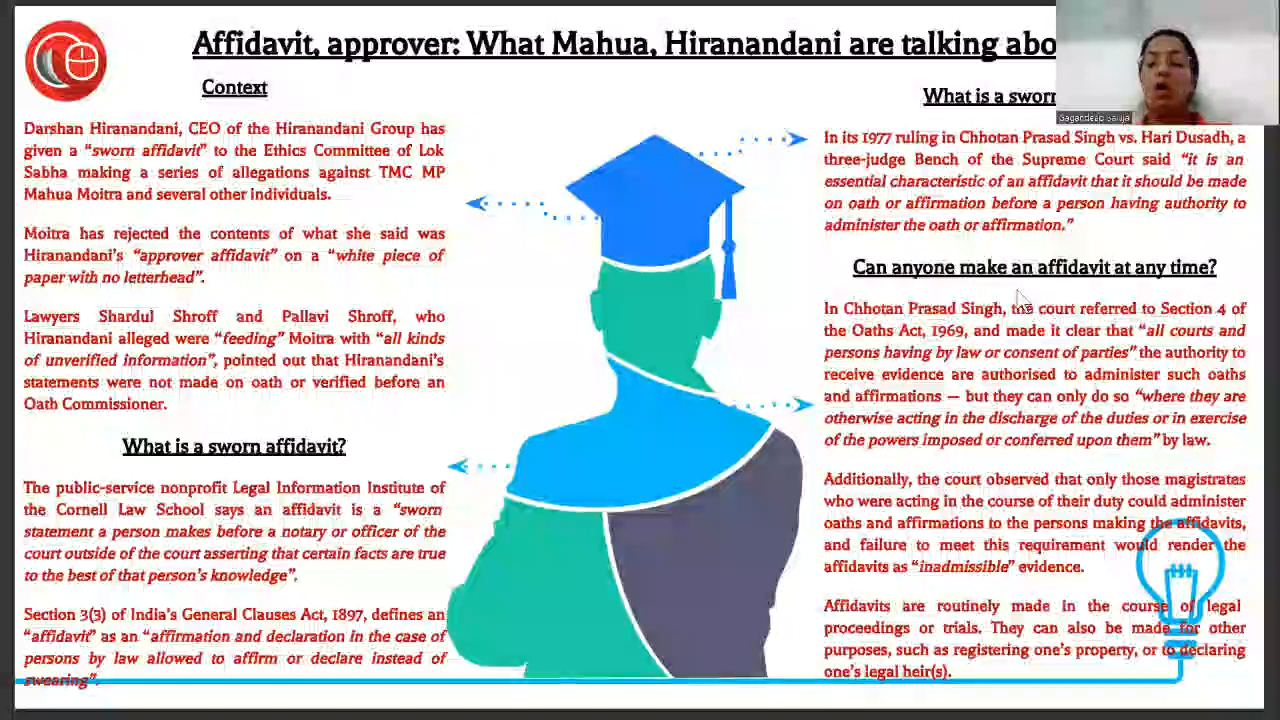 Affidavit, approver: What Mahua, Hiranandani are talking abo
Context
Darshan Hiranandani, CEO of the Hiranandani Group has
given a “sworn affidavit” to the Ethics Committee of Lok
Sabha making a series of allegations against TMC MP
Mahua Moitra and several other individuals.
Moitra has rejected the contents of what she said was
Hiranandani’s “approver affidavit” on a “white piece of
paper with no letterhead”.
Lawyers Shardul Shroff and Pallavi Shroff, who
Hiranandani alleged were “feeding” Moitra with “all kinds
of unverified information”, pointed out that Hiranandani’s
statements were not made on oath or verified before an
Oath Commissioner.
What is a sworn affidavit?
The public-service nonprofit Legal Information Institute of
the Cornell Law School says an affidavit is a “sworn
statement a person makes before a notary or officer of the
court outside of the court asserting that certain facts are true
to the best of that person’s knowledge”.
Section 3(3) of India’s General Clauses Act, 1897, defines an
“affidavit” as an “affirmation and declaration in the case of
persons by law allowed to affirm or declare instead of
swearing”.
What is a sworn
Gagandeep Saluja
In its 1977 ruling in Chhotan Prasad Singh vs. Hari Dusadh, a
three-judge Bench of the Supreme Court said “it is an
essential characteristic of an affidavit that it should be made
on oath or affirmation before a person having authority to
administer the oath or affirmation.”
Can anyone make an affidavit at any time?
In Chhotan Prasad Singh, the court referred to Section 4 of
the Oaths Act, 1969, and made it clear that “all courts and
persons having by law or consent of parties” the authority to
receive evidence are authorised to administer such oaths
and affirmations — but they can only do so “where they are
otherwise acting in the discharge of the duties or in exercise
of the powers imposed or conferred upon them” by law.
Additionally, the court observed that only those magistrates
who were acting in the course of their duty could administer
oaths and affirmations to the persons making the affidavits,
and failure to meet this requirement would render the
affidavits as “inadmissible” evidence.
Affidavits are routinely made in the course of legal
proceedings or trials. They can also be made for other
purposes, such as registering one’s property, or to declaring
one’s legal heir(s).